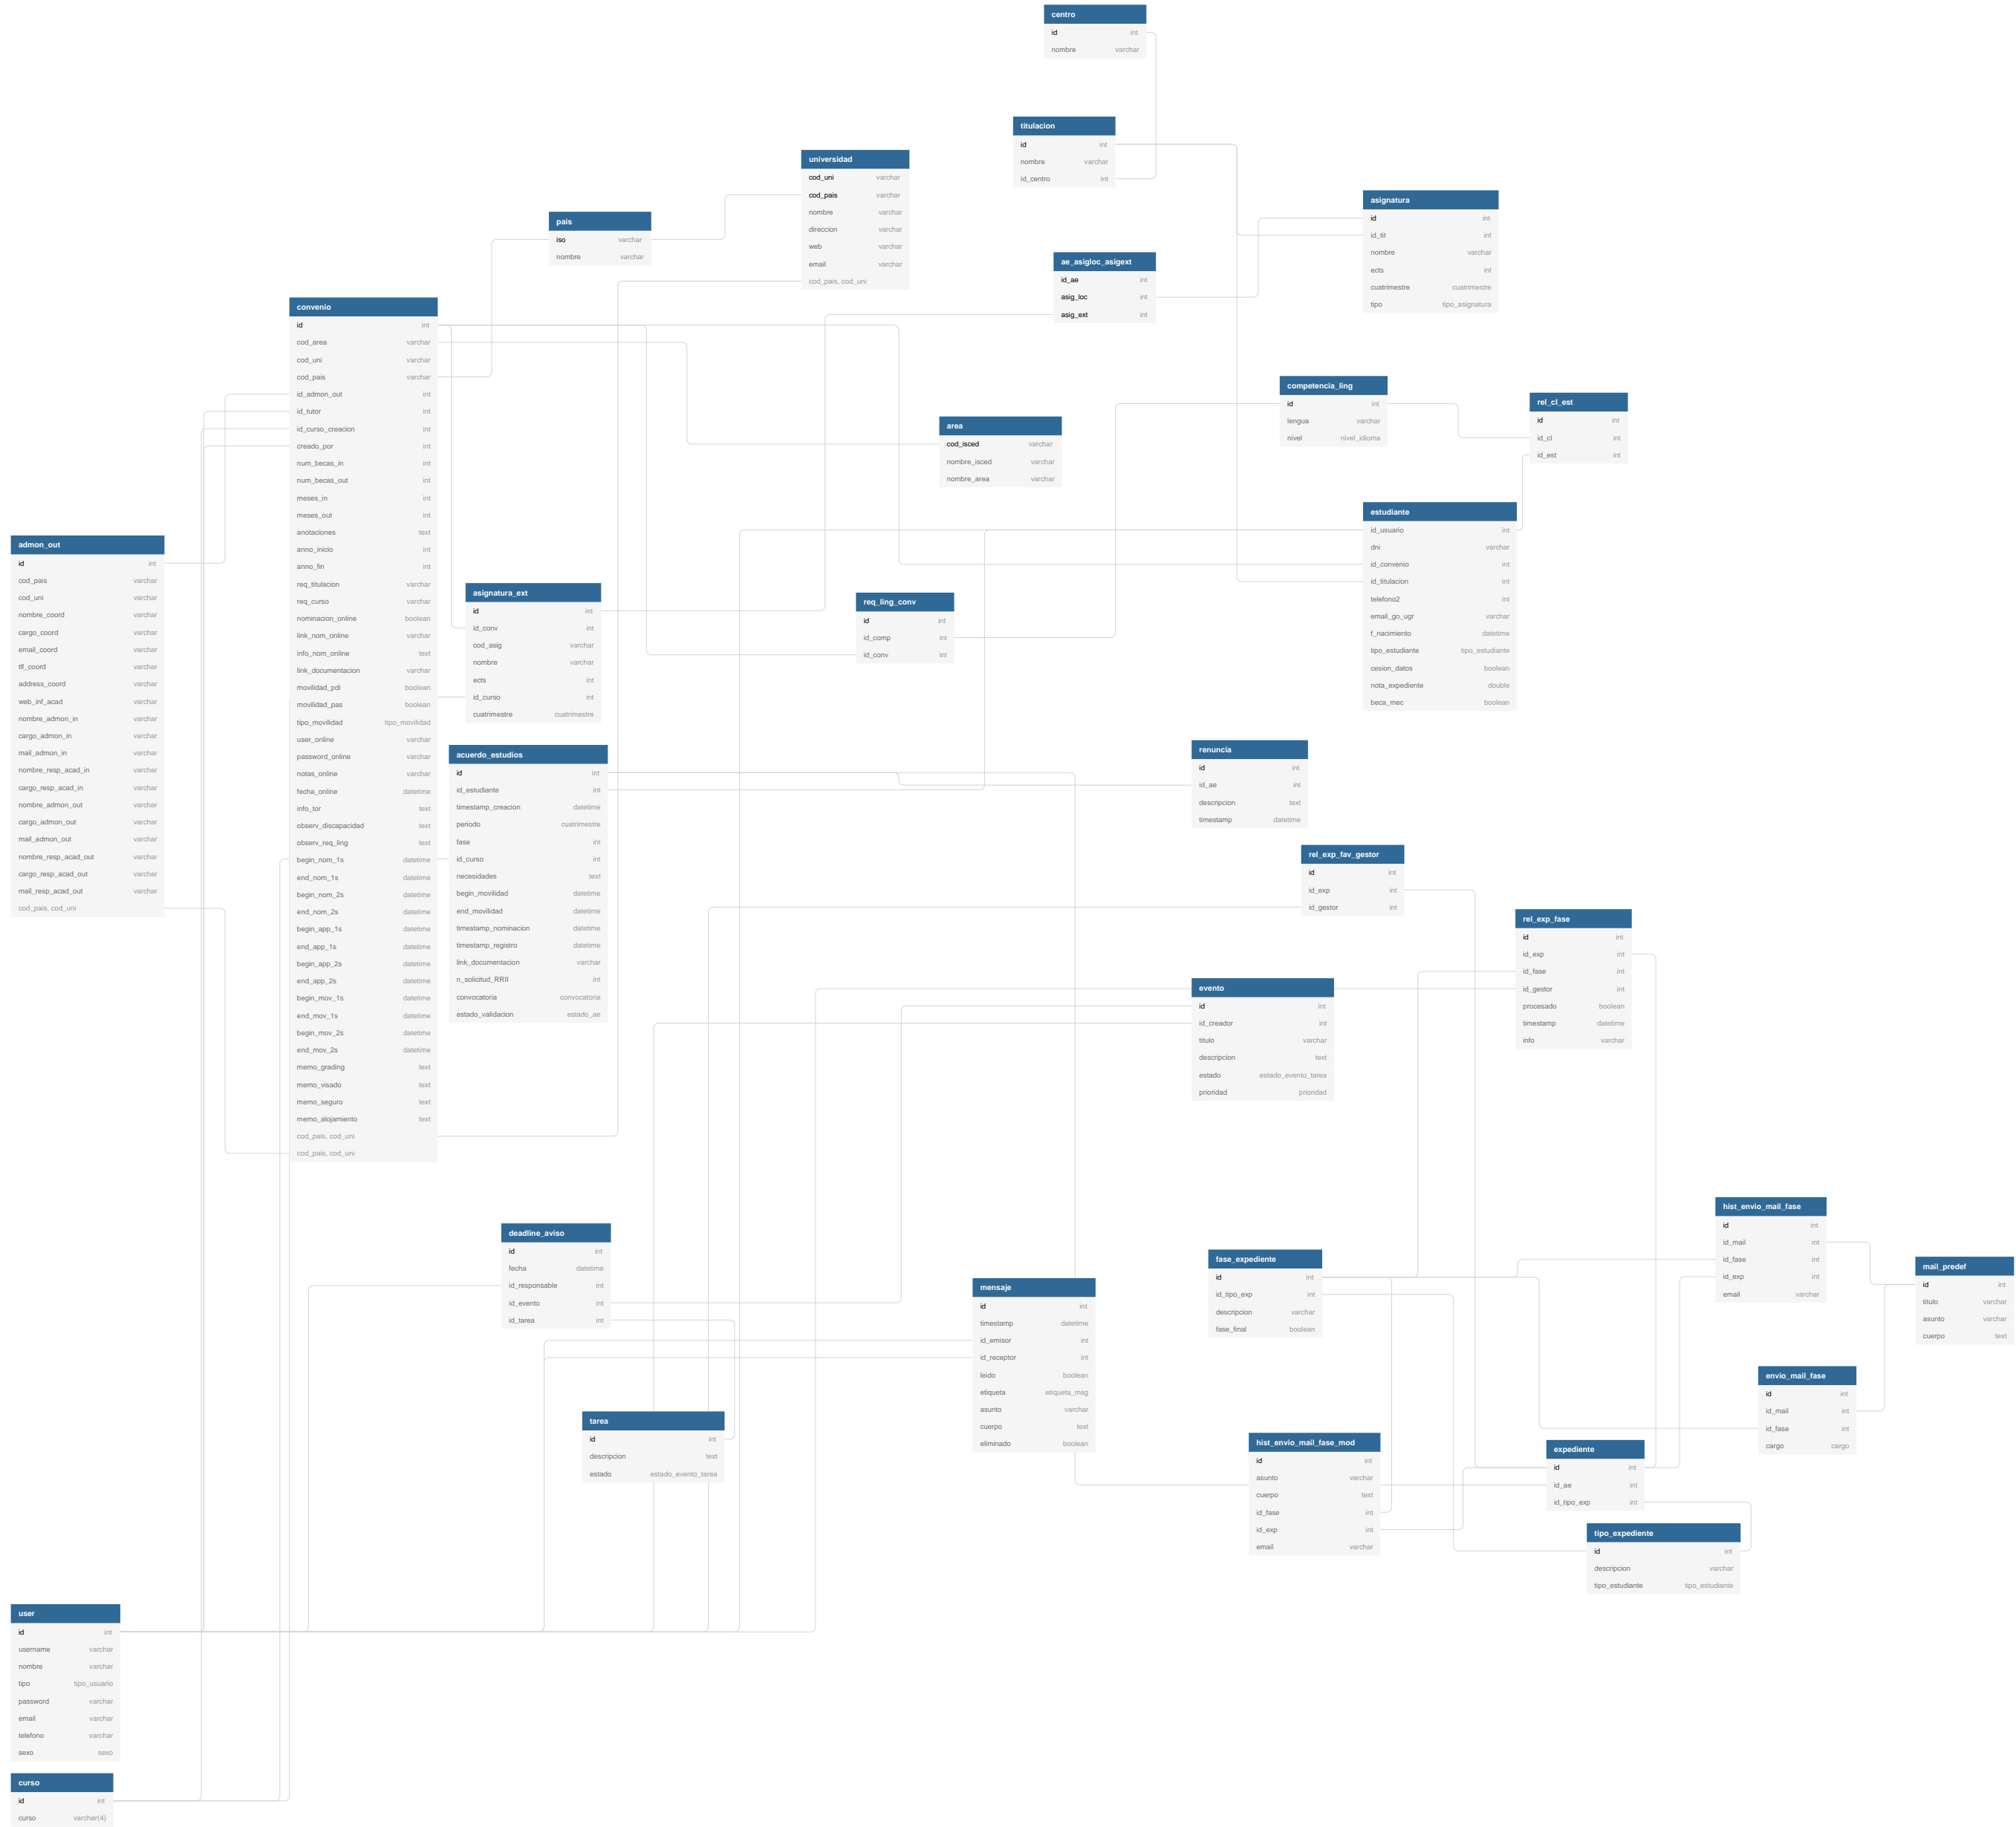 centro
id int
nombre varchar
titulacion
id int
nombre varchar
id_centro int
universidad
cod_uni varchar
cod_pais varchar
nombre varchar
direccion varchar
web varchar
email varchar
cod_pais, cod_uni
asignatura
id int
id_tit int
nombre varchar
ects int
cuatrimestre cuatrimestre
tipo tipo_asignatura
pais
iso varchar
nombre varchar
ae_asigloc_asigext
id_ae int
asig_loc int
asig_ext int
convenio
id int
cod_area varchar
cod_uni varchar
cod_pais varchar
id_admon_out int
id_tutor int
id_curso_creacion int
creado_por int
num_becas_in int
num_becas_out int
meses_in int
meses_out int
anotaciones text
anno_inicio int
anno_fin int
req_titulacion varchar
req_curso varchar
nominacion_online boolean
link_nom_online varchar
info_nom_online text
link_documentacion varchar
movilidad_pdi boolean
movilidad_pas boolean
tipo_movilidad tipo_movilidad
user_online varchar
password_online varchar
notas_online varchar
fecha_online datetime
info_tor text
observ_discapacidad text
observ_req_ling text
begin_nom_1s datetime
end_nom_1s datetime
begin_nom_2s datetime
end_nom_2s datetime
begin_app_1s datetime
end_app_1s datetime
begin_app_2s datetime
end_app_2s datetime
begin_mov_1s datetime
end_mov_1s datetime
begin_mov_2s datetime
end_mov_2s datetime
memo_grading text
memo_visado text
memo_seguro text
memo_alojamiento text
cod_pais, cod_uni
cod_pais, cod_uni
competencia_ling
id int
lengua varchar
nivel nivel_idioma
rel_cl_est
id int
id_cl int
id_est int
area
cod_isced varchar
nombre_isced varchar
nombre_area varchar
estudiante
id_usuario int
dni varchar
id_convenio int
id_titulacion int
telefono2 int
email_go_ugr varchar
f_nacimiento datetime
tipo_estudiante tipo_estudiante
cesion_datos boolean
nota_expediente double
beca_mec boolean
admon_out
id int
cod_pais varchar
cod_uni varchar
nombre_coord varchar
cargo_coord varchar
email_coord varchar
tlf_coord varchar
address_coord varchar
web_inf_acad varchar
nombre_admon_in varchar
cargo_admon_in varchar
mail_admon_in varchar
nombre_resp_acad_in varchar
cargo_resp_acad_in varchar
nombre_admon_out varchar
cargo_admon_out varchar
mail_admon_out varchar
nombre_resp_acad_out varchar
cargo_resp_acad_out varchar
mail_resp_acad_out varchar
cod_pais, cod_uni
asignatura_ext
id int
id_conv int
cod_asig varchar
nombre varchar
ects int
id_curso int
cuatrimestre cuatrimestre
req_ling_conv
id int
id_comp int
id_conv int
acuerdo_estudios
id int
id_estudiante int
timestamp_creacion datetime
periodo cuatrimestre
fase int
id_curso int
necesidades text
begin_movilidad datetime
end_movilidad datetime
timestamp_nominacion datetime
timestamp_registro datetime
link_documentacion varchar
n_solicitud_RRII int
convocatoria convocatoria
estado_validacion estado_ae
renuncia
id int
id_ae int
descripcion text
timestamp datetime
rel_exp_fav_gestor
id int
id_exp int
id_gestor int
rel_exp_fase
id int
id_exp int
id_fase int
id_gestor int
procesado boolean
timestamp datetime
info varchar
evento
id int
id_creador int
titulo varchar
descripcion text
estado estado_evento_tarea
prioridad prioridad
hist_envio_mail_fase
id int
id_mail int
id_fase int
id_exp int
email varchar
deadline_aviso
id int
fecha datetime
id_responsable int
id_evento int
id_tarea int
fase_expediente
id int
id_tipo_exp int
descripcion varchar
fase_final boolean
mail_predef
id int
titulo varchar
asunto varchar
cuerpo text
mensaje
id int
timestamp datetime
id_emisor int
id_receptor int
leido boolean
etiqueta etiqueta_msg
asunto varchar
cuerpo text
eliminado boolean
envio_mail_fase
id int
id_mail int
id_fase int
cargo cargo
tarea
id int
descripcion text
estado estado_evento_tarea
hist_envio_mail_fase_mod
id int
asunto varchar
cuerpo text
id_fase int
id_exp int
email varchar
expediente
id int
id_ae int
id_tipo_exp int
tipo_expediente
id int
descripcion varchar
tipo_estudiante tipo_estudiante
user
id int
username varchar
nombre varchar
tipo tipo_usuario
password varchar
email varchar
telefono varchar
sexo sexo
curso
id int
curso varchar(4)